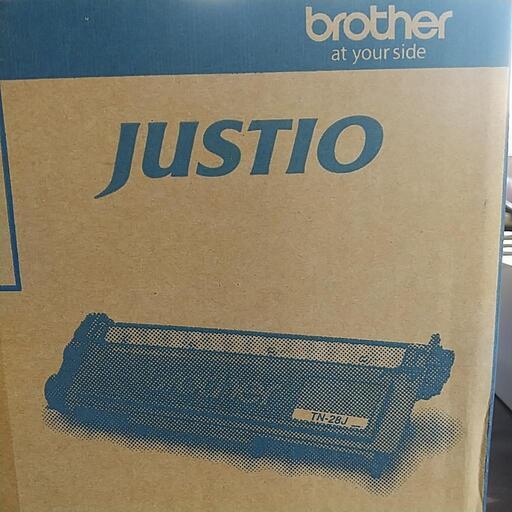 brother
at your side
JUSTIO
TN-28J